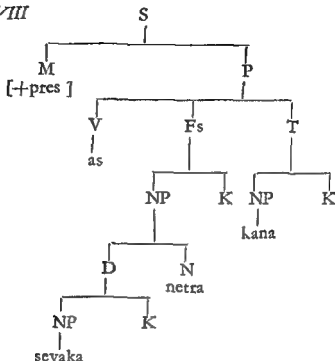 VIII
S
M P
[+pres ]
V Fs T
as
NP K NP K
kana
D N
netra
NP K
sevaka